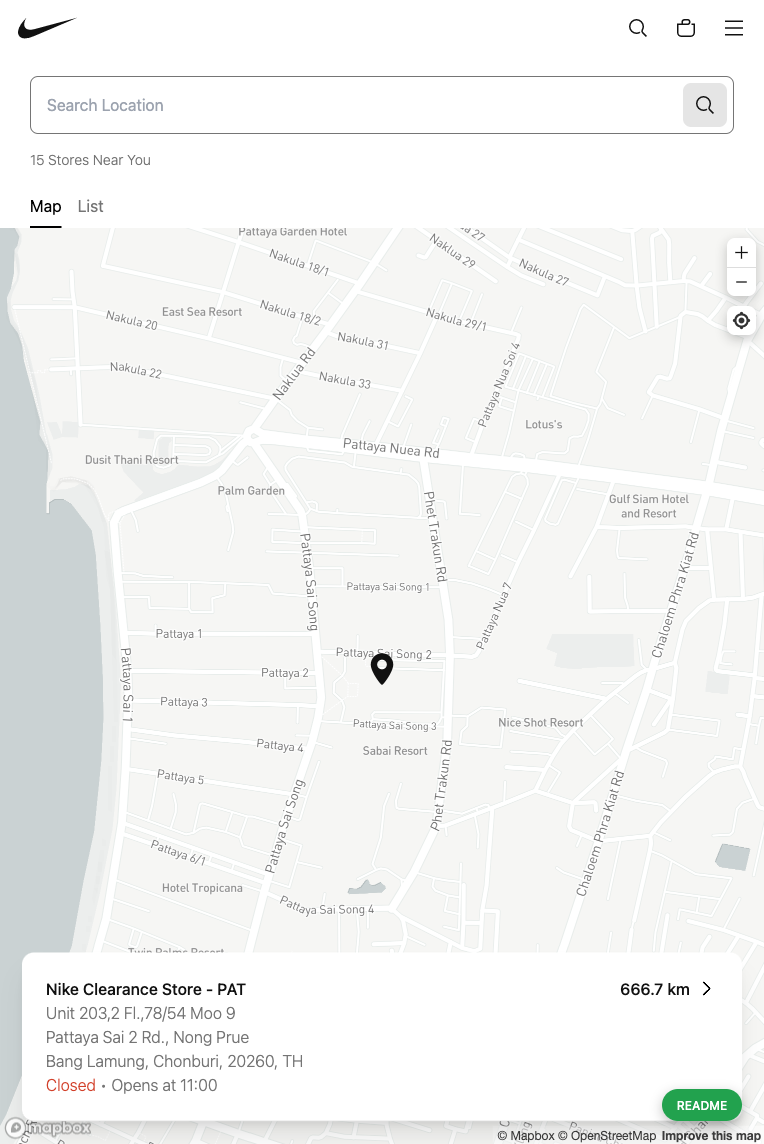 Search Location
15 Stores Near You
Map
List
Pattaya Garden Hotel
Nakula 18/1
Naklua 29
Nakula 27
East Sea Resort
Nakula 20
Nakula 18/2
Nakula 31
Nakula 29/1
Nakula 22
Naklua Rd
Nakula 33
Pattaya Nua Soi 4
Lotus's
Pattaya Nuea Rd
Dusit Thani Resort
Palm Garden
Gulf Siam Hotel
and Resort
Phet Trakun Rd
Pattaya Sai Song
Pattaya Sai Song 1
Chaloem Phra Kiat Rd
Pattaya Nua 7
Pattaya 1
Pattaya Sai Song 2
Pattaya 2
Pattaya Sai 1
Pattaya 3
Pattaya Sai Song 3
Nice Shot Resort
Pattaya 4
Sabai Resort
Pattaya 5
Phet Trakun Rd
Pattaya Sai Song
Chaloem Phra Kiat Rd
Pattaya 6/1
Hotel Tropicana
Pattaya Sai Song 4
Twin Palms Resort
Nike Clearance Store - PAT
666.7 km
Unit 203,2 Fl.,78/54 Moo 9
Pattaya Sai 2 Rd., Nong Prue
Bang Lamung, Chonburi, 20260, TH
Closed • Opens at 11:00
README
mapbox
© Mapbox © OpenStreetMap Improve this map